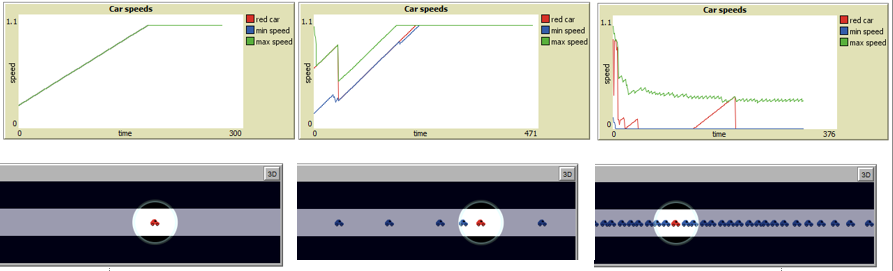 Car speeds
1.1
speed
0
0
time
300
red car
min speed
max speed
Car speeds
1.1
speed
0
0
time
471
red car
min speed
max speed
Car speeds
1.1
speed
0
0
time
376
red car
min speed
max speed
3D
3D
3D